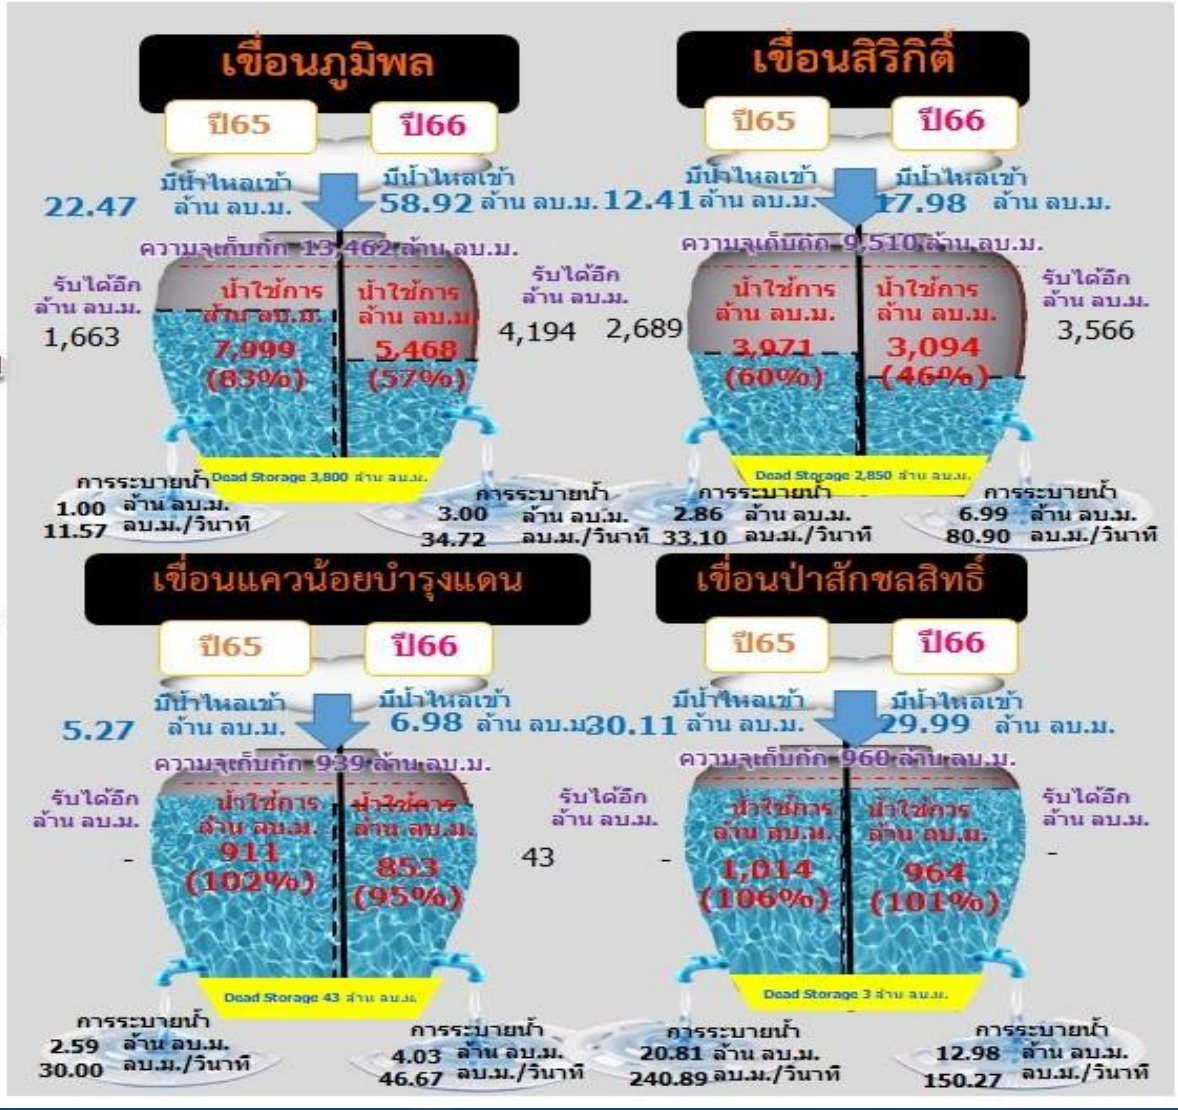 เขื่อนภูมิพล
ปี65
ปี66
มีน้ำไหลเข้า
22.47 ล้าน ลบ.ม.
มีน้ำไหลเข้า
58.92 ล้าน ลบ.ม.
ความจุเก็บกัก 13,462 ล้าน ลบ.ม.
รับได้อีก
ล้าน ลบ.ม.
1,663
น้ำใช้การ
ล้าน ลบ.ม.
7,999
(83%)
น้ำใช้การ
ล้าน ลบ.ม
5,468
(57%)
รับได้อีก
ล้าน ลบ.ม.
4,194
Dead Storage 3,800 ล้าน ลบ.ม.
การระบายน้ำ
1.00 ล้าน ลบ.ม.
11.57 ลบ.ม./วินาที
การระบายน้ำ
3.00 ล้าน ลบ.ม.
34.72 ลบ.ม./วินาที
เขื่อนสิริกิติ์
ปี65
ปี66
มีน้ำไหลเข้า
12.41 ล้าน ลบ.ม.
มีน้ำไหลเข้า
17.98 ล้าน ลบ.ม.
ความจุเก็บกัก 9,510 ล้าน ลบ.ม.
2,689
น้ำใช้การ
ล้าน ลบ.ม.
3,971
(60%)
น้ำใช้การ
ล้าน ลบ.ม.
3,094
(46%)
รับได้อีก
ล้าน ลบ.ม.
3,566
Dead Storage 2,850 ล้าน ลบ.ม.
การระบายน้ำ
2.86 ล้าน ลบ.ม.
33.10 ลบ.ม./วินาที
การระบายน้ำ
6.99 ล้าน ลบ.ม.
80.90 ลบ.ม./วินาที
เขื่อนแควน้อยบำรุงแดน
ปี65
ปี66
มีน้ำไหลเข้า
5.27 ล้าน ลบ.ม.
มีน้ำไหลเข้า
6.98 ล้าน ลบ.ม
ความจุเก็บกัก 939 ล้าน ลบ.ม.
รับได้อีก
ล้าน ลบ.ม.
-
น้ำใช้การ
ล้าน ลบ.ม.
911
(102%)
น้ำใช้การ
ล้าน ลบ.ม.
853
(95%)
รับได้อีก
ล้าน ลบ.ม.
43
Dead Storage 43 ล้าน ลบ.ม.
การระบายน้ำ
2.59 ล้าน ลบ.ม.
30.00 ลบ.ม./วินาที
การระบายน้ำ
4.03 ล้าน ลบ.ม.
46.67 ลบ.ม./วินาที
เขื่อนป่าสักชลสิทธิ์
ปี65
ปี66
มีน้ำไหลเข้า
30.11 ล้าน ลบ.ม.
มีน้ำไหลเข้า
29.99 ล้าน ลบ.ม.
ความจุเก็บกัก 960 ล้าน ลบ.ม.
-
น้ำใช้การ
ล้าน ลบ.ม.
1,014
(106%)
น้ำใช้การ
ล้าน ลบ.ม.
964
(101%)
รับได้อีก
ล้าน ลบ.ม.
-
Dead Storage 3 ล้าน ลบ.ม.
การระบายน้ำ
20.81 ล้าน ลบ.ม.
240.89 ลบ.ม./วินาที
การระบายน้ำ
12.98 ล้าน ลบ.ม.
150.27 ลบ.ม./วินาที